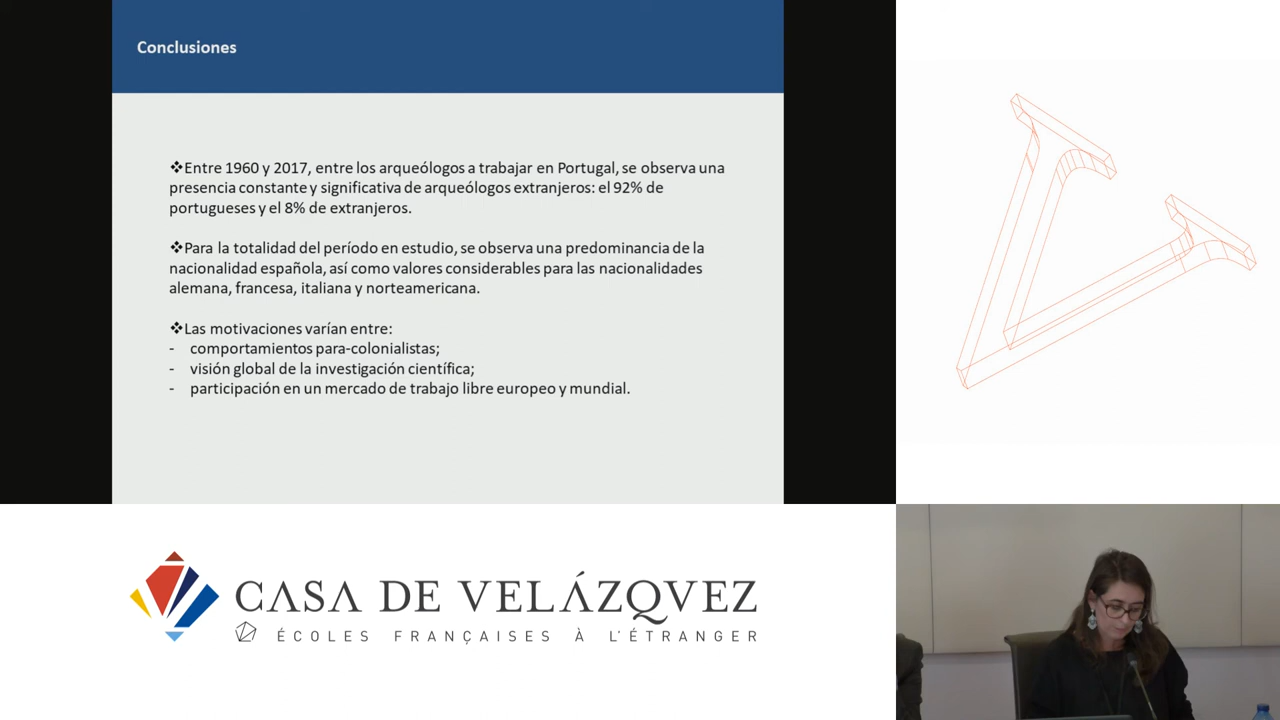 Conclusiones
❖Entre 1960 y 2017, entre los arqueólogos a trabajar en Portugal, se observa una
presencia constante y significativa de arqueólogos extranjeros: el 92% de
portugueses y el 8% de extranjeros.
❖Para la totalidad del período en estudio, se observa una predominancia de la
nacionalidad española, así como valores considerables para las nacionalidades
alemana, francesa, italiana y norteamericana.
❖Las motivaciones varían entre:
- comportamientos para-colonialistas;
- visión global de la investigación científica;
- participación en un mercado de trabajo libre europeo y mundial.
CASA DE VELÁZQVEZ
ÉCOLES FRANÇAISES À L'ÉTRANGER